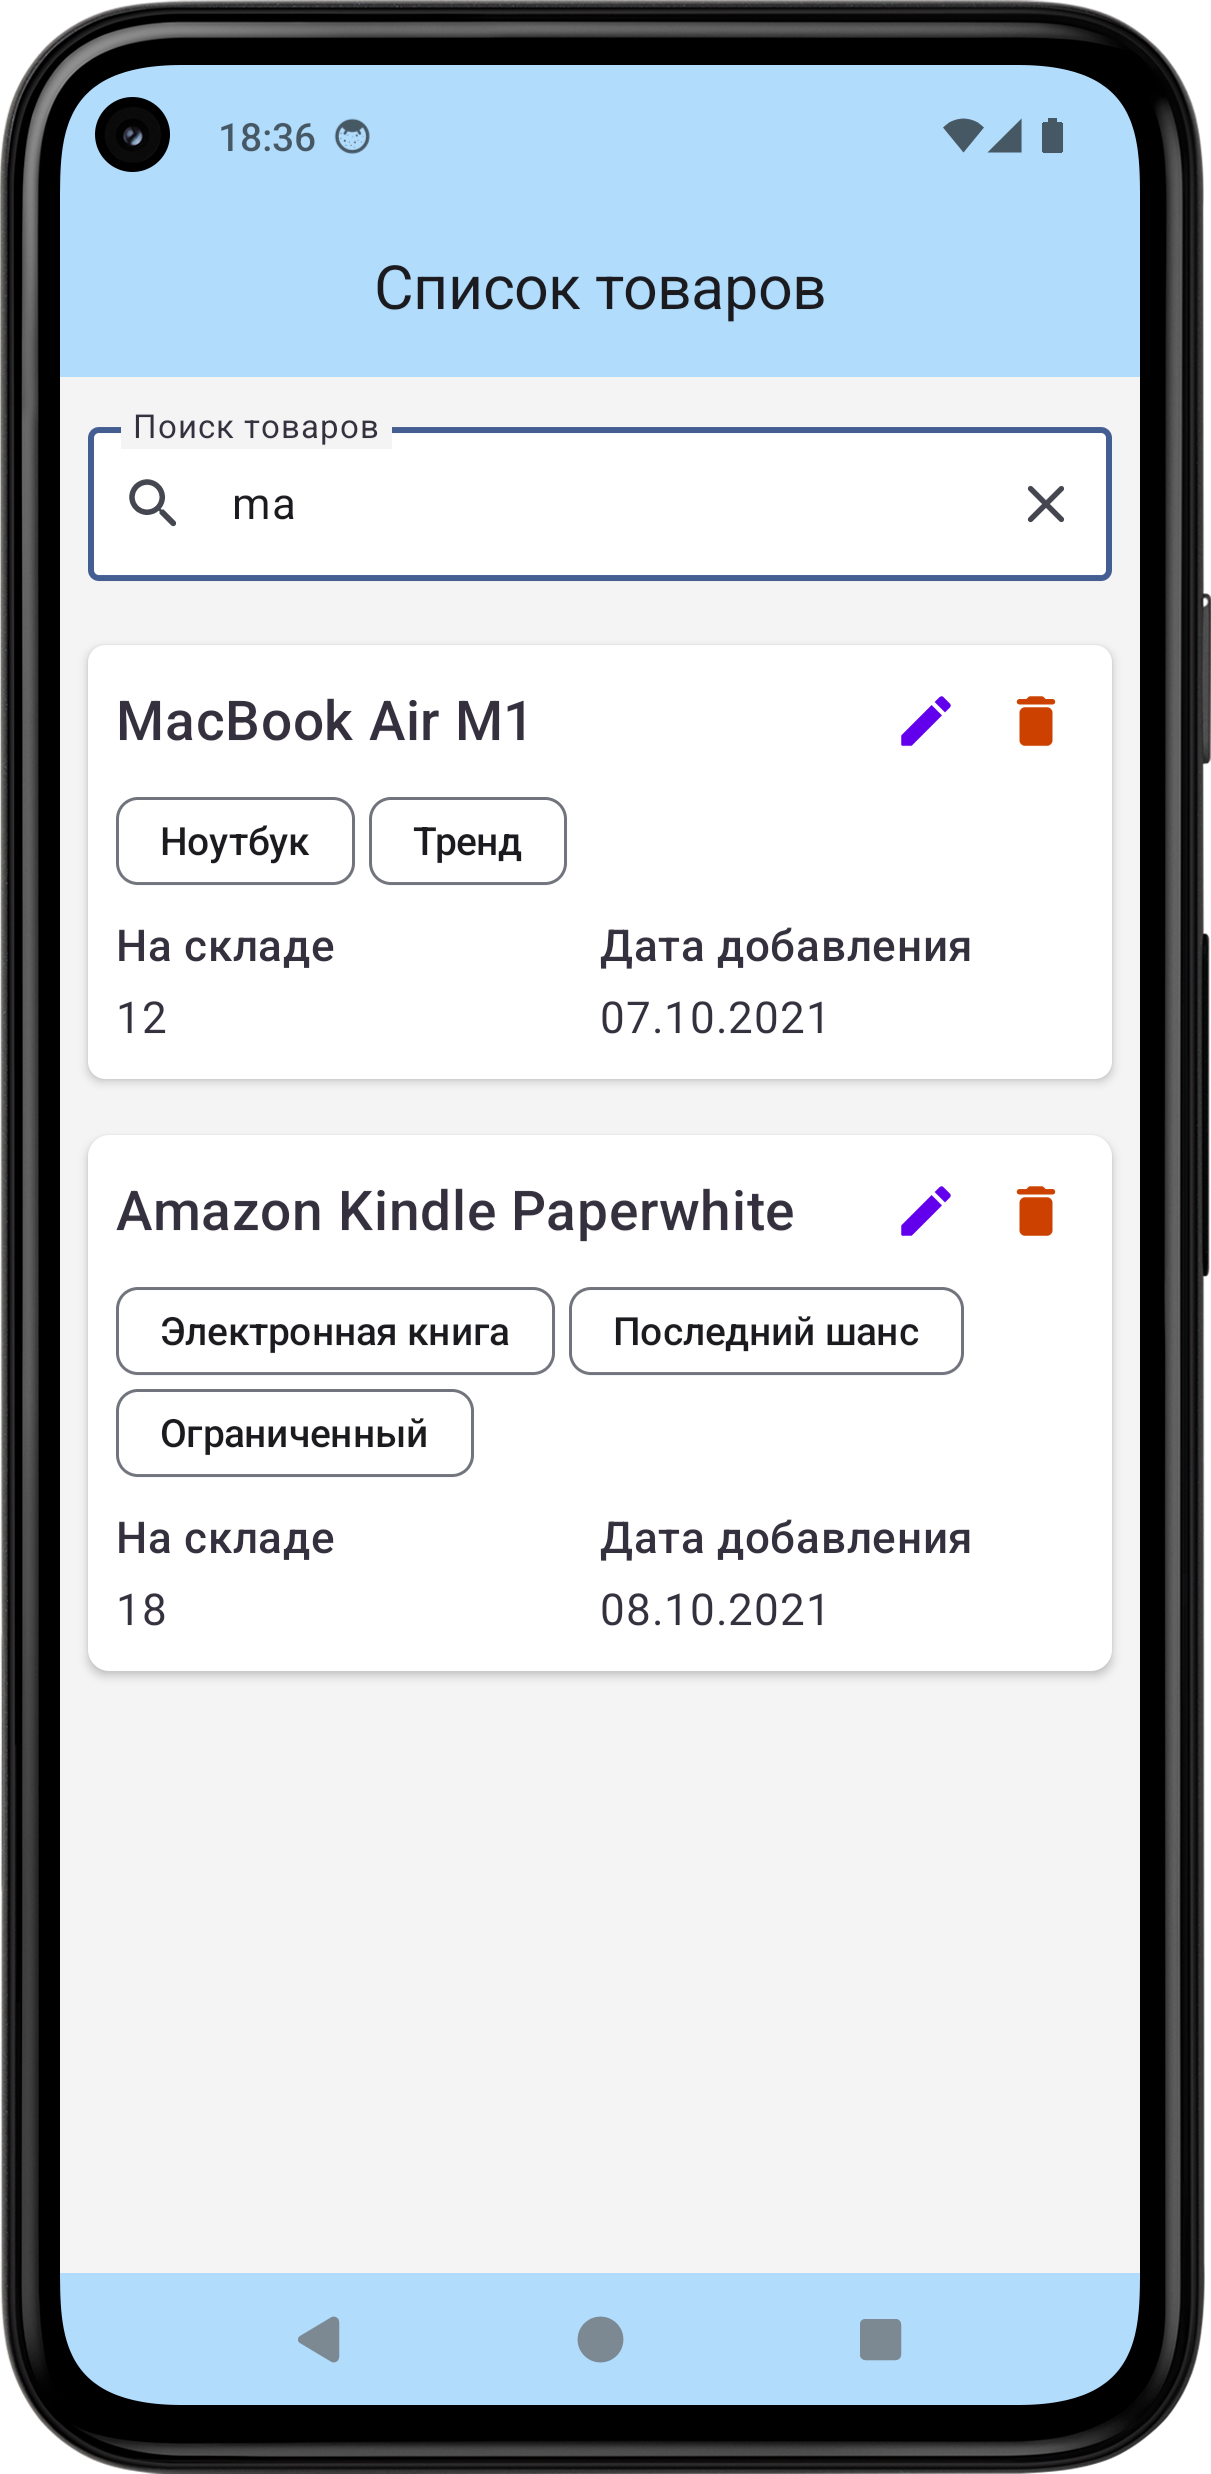 18:36
Список товаров
Поиск товаров
ma
MacBook Air M1
Ноутбук Тренд
На складе Дата добавления
12 07.10.2021
Amazon Kindle Paperwhite
Электронная книга Последний шанс
Ограниченный
На складе Дата добавления
18 08.10.2021